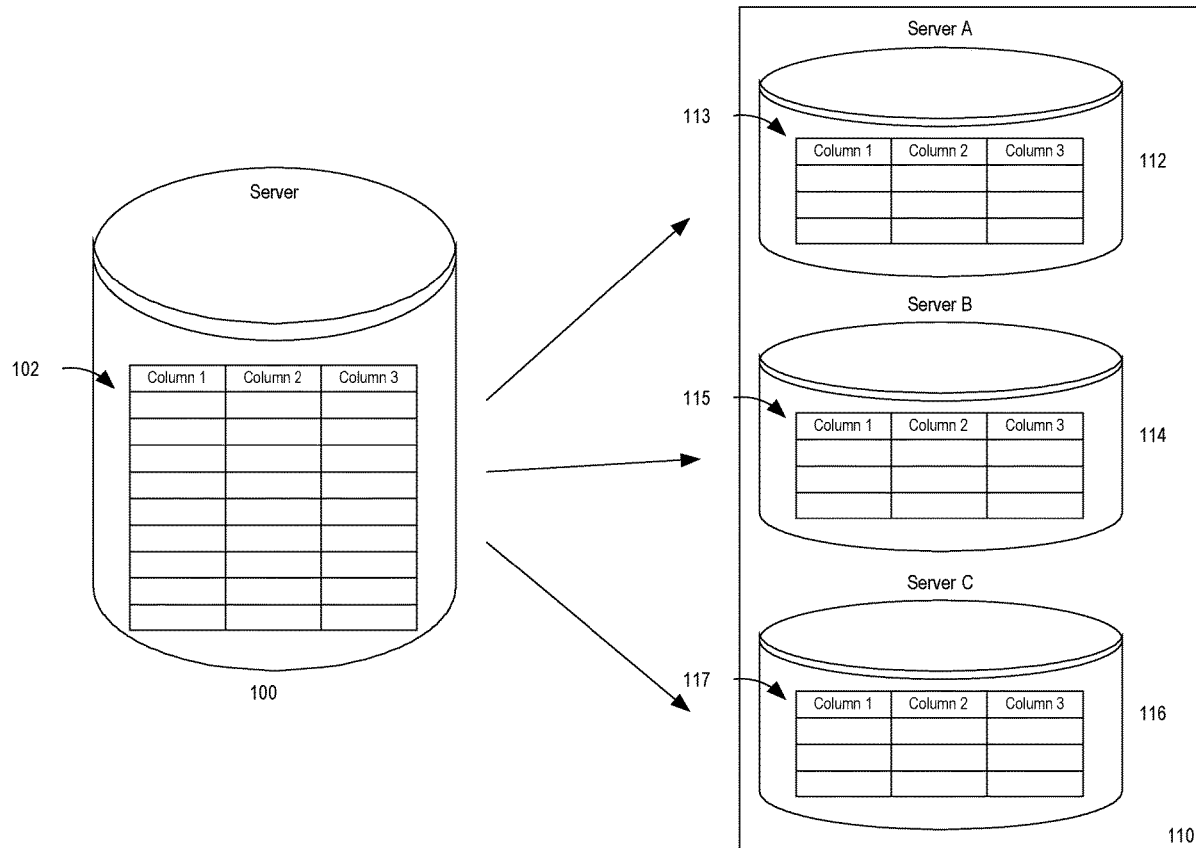 Server
102
Column 1 Column 2 Column 3
100
Server A
113
Column 1 Column 2 Column 3
112
Server B
115
Column 1 Column 2 Column 3
114
Server C
117
Column 1 Column 2 Column 3
116
110